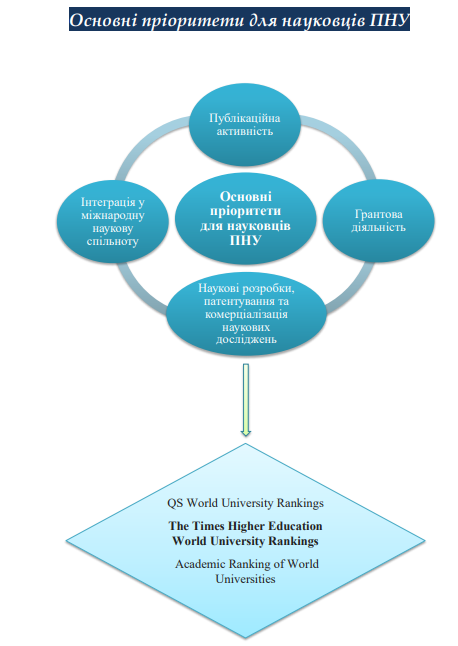 Основні пріоритети для науковців ПНУ
Публікаційна
активність
Інтеграція у
міжнародну
наукову
спільноту
Основні
пріоритети
для науковців
ПНУ
Грантова
діяльність
Наукові розробки,
патентування та
комерціалізація
наукових
досліджень
QS World University Rankings
The Times Higher Education
World University Rankings
Academic Ranking of World
Universities